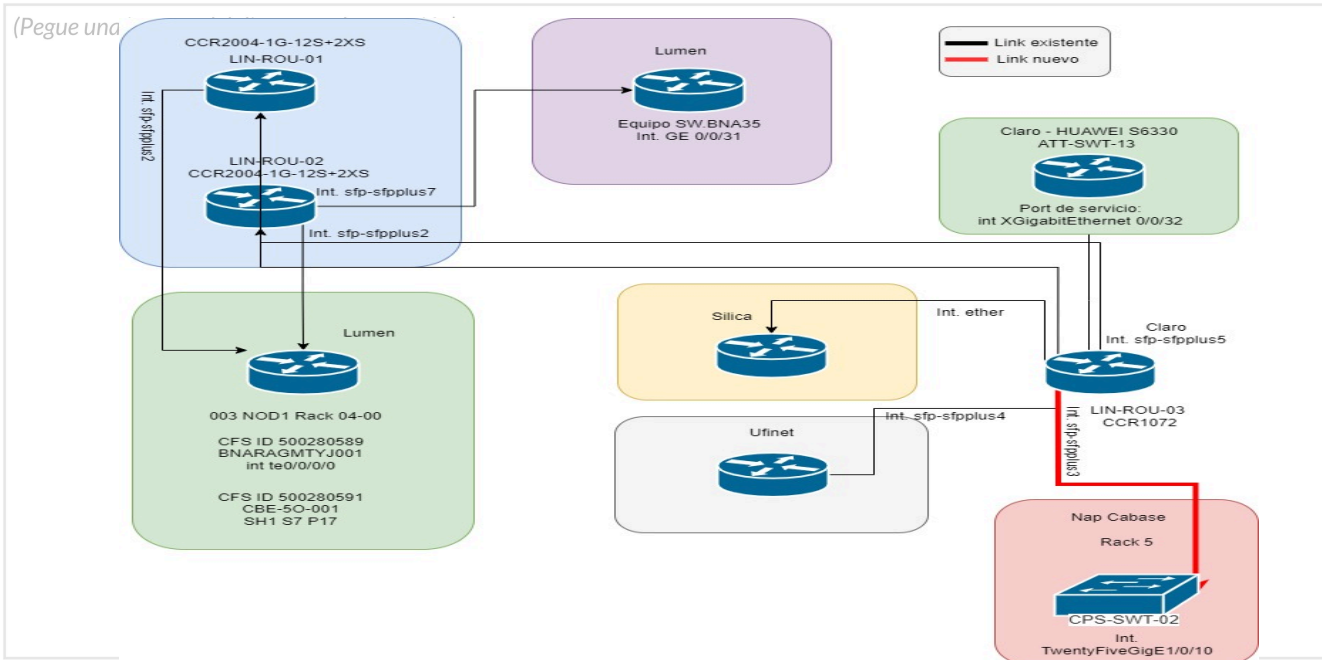 (Pegue una
CCR2004-1G-12S+2XS
LIN-ROU-01
Int. sfp-sfpplus2
LIN-ROU-02
CCR2004-1G-12S+2XS
Int. sfp-sfpplus7
Int. sfp-sfpplus2
Lumen
Equipo SW.BNA35
Int. GE 0/0/31
Link existente
Link nuevo
Claro - HUAWEI S6330
ATT-SWT-13
Port de servicio:
int XGigabitEthernet 0/0/32
Lumen
003 NOD1 Rack 04-00
CFS ID 500280589
BNARAGMTYJ001
int te0/0/0/0
CFS ID 500280591
CBE-5O-001
SH1 S7 P17
Silica
Int. ether
Claro
Int. sfp-sfpplus5
LIN-ROU-03
CCR1072
Ufinet
Int. sfp-sfpplus4
Int. sfp-sfpplus3
Nap Cabase
Rack 5
CPS-SWT-02
Int.
TwentyFiveGigE1/0/10